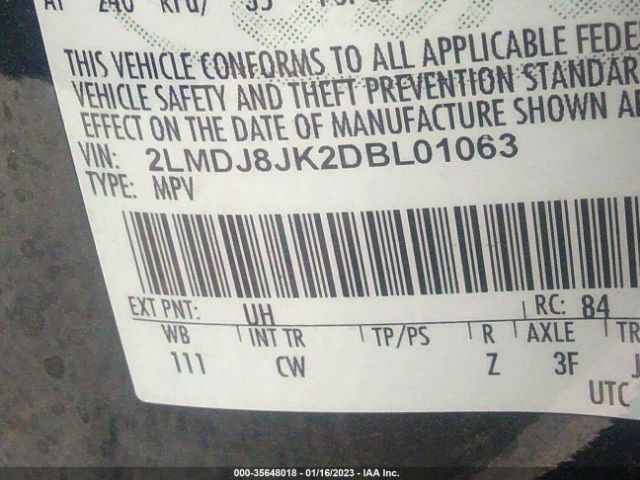 THIS VEHICLE CONFORMS TO ALL APPLICABLE FEDE
VEHICLE SAFETY AND THEFT PREVENTION STANDAR
EFFECT ON THE DATE OF MANUFACTURE SHOWN A
VIN: 2LMDJ8JK2DBL01063
TYPE: MPV
EXT PNT: UH RC: 84
WB INT TR TP/PS R AXLE TR
111 CW Z 3F J
UTC
000-35648018 - 01/16/2023 - IAA Inc.